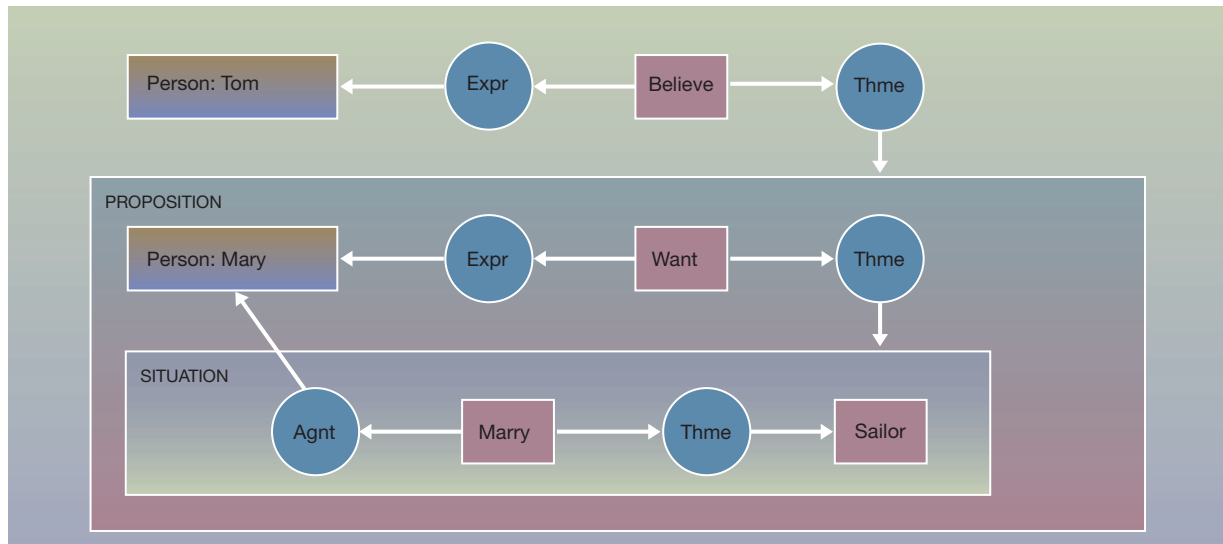 Person: Tom
Expr
Believe
Thme
PROPOSITION
Person: Mary
Expr
Want
Thme
SITUATION
Agnt
Marry
Thme
Sailor